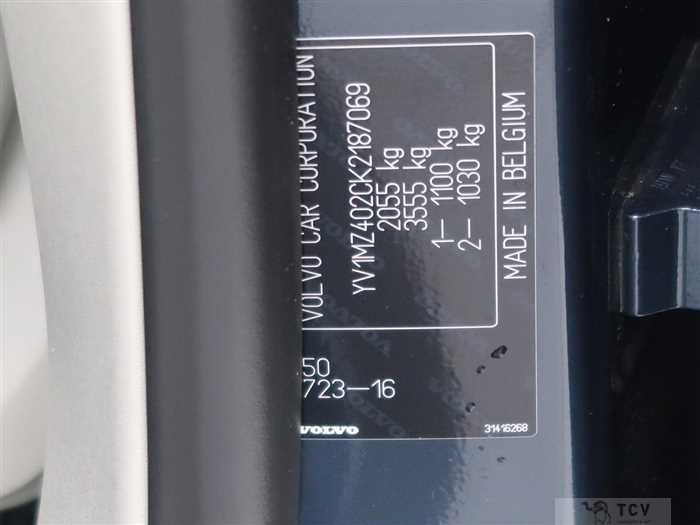 VOLVO CAR CORPORATION
YV1MZ402CK2187069
2055 kg
3555 kg
1— 1100 kg
2— 1030 kg
MADE IN BELGIUM
50
723—16
VOLVO
31416268
TCV